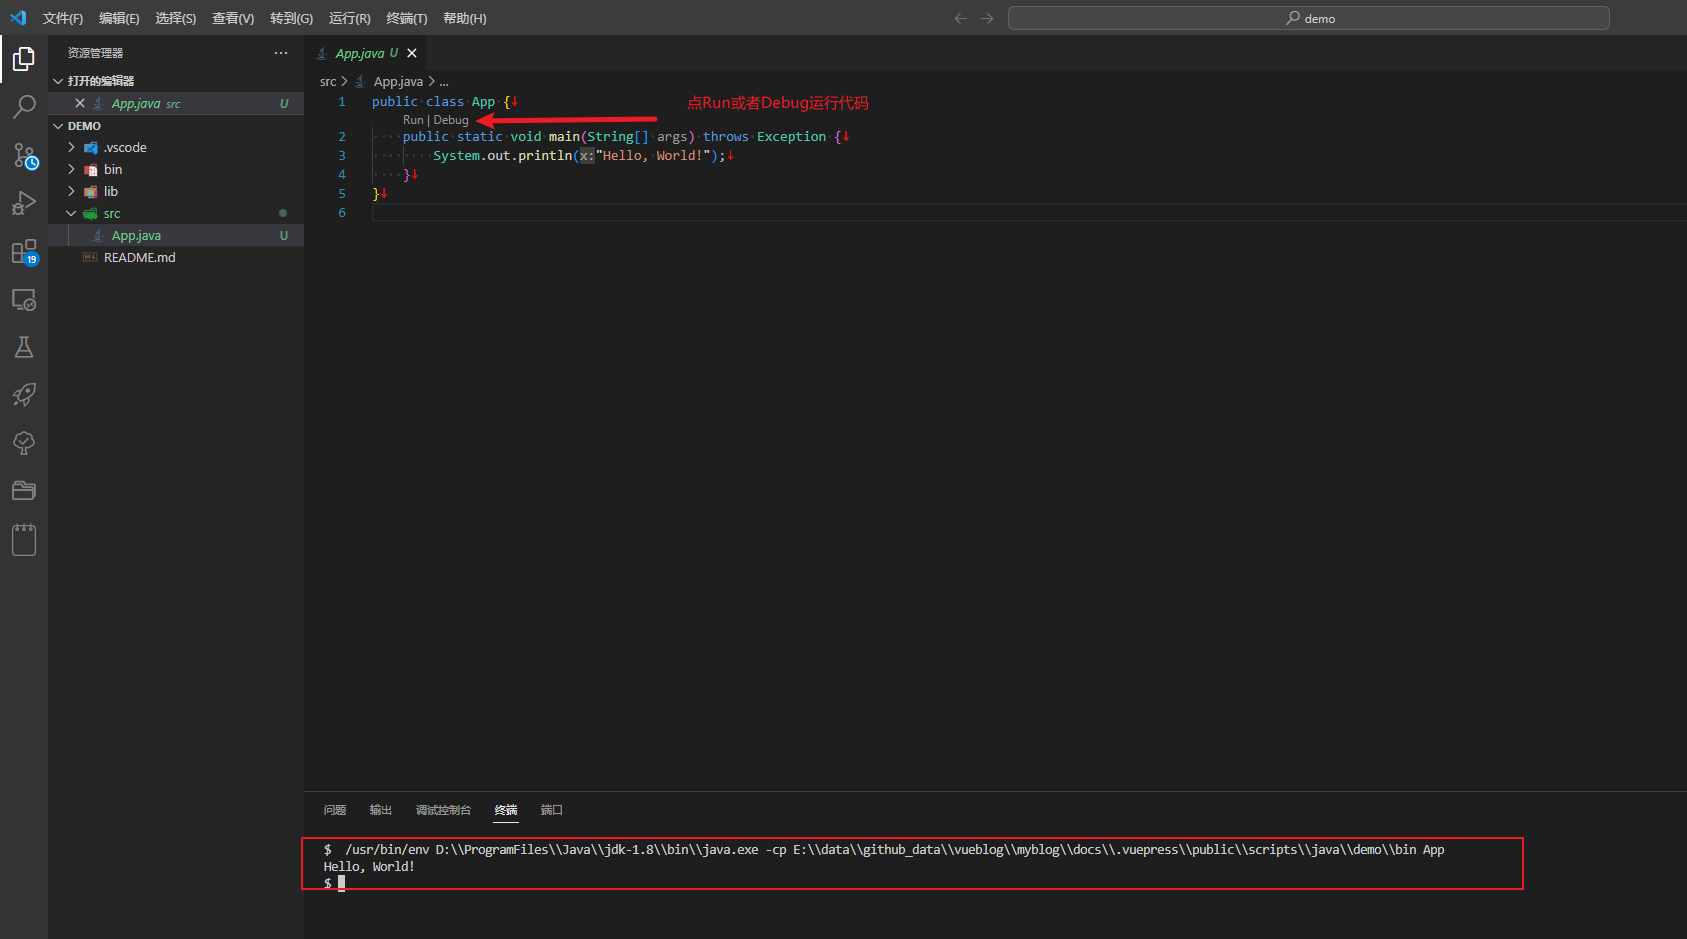 文件(F) 编辑(E) 选择(S) 查看(V) 转到(G) 运行(R) 终端(T) 帮助(H)
demo
资源管理器
打开的编辑器
App.java src U
DEMO
.vscode
bin
lib
src
App.java U
README.md
19
App.java U
src > App.java > ...
1 public class App {
Run | Debug
点Run或者Debug运行代码
2 public static void main(String[] args) throws Exception {
3 System.out.println(x:"Hello, World!");
4 }
5 }
6
问题 输出 调试控制台 终端 端口
$ /usr/bin/env D:\\ProgramFiles\\Java\\jdk-1.8\\bin\\java.exe -cp E:\\data\\github_data\\vueblog\\myblog\\docs\\.vuepress\\public\\scripts\\java\\demo\\bin App
Hello, World!
$